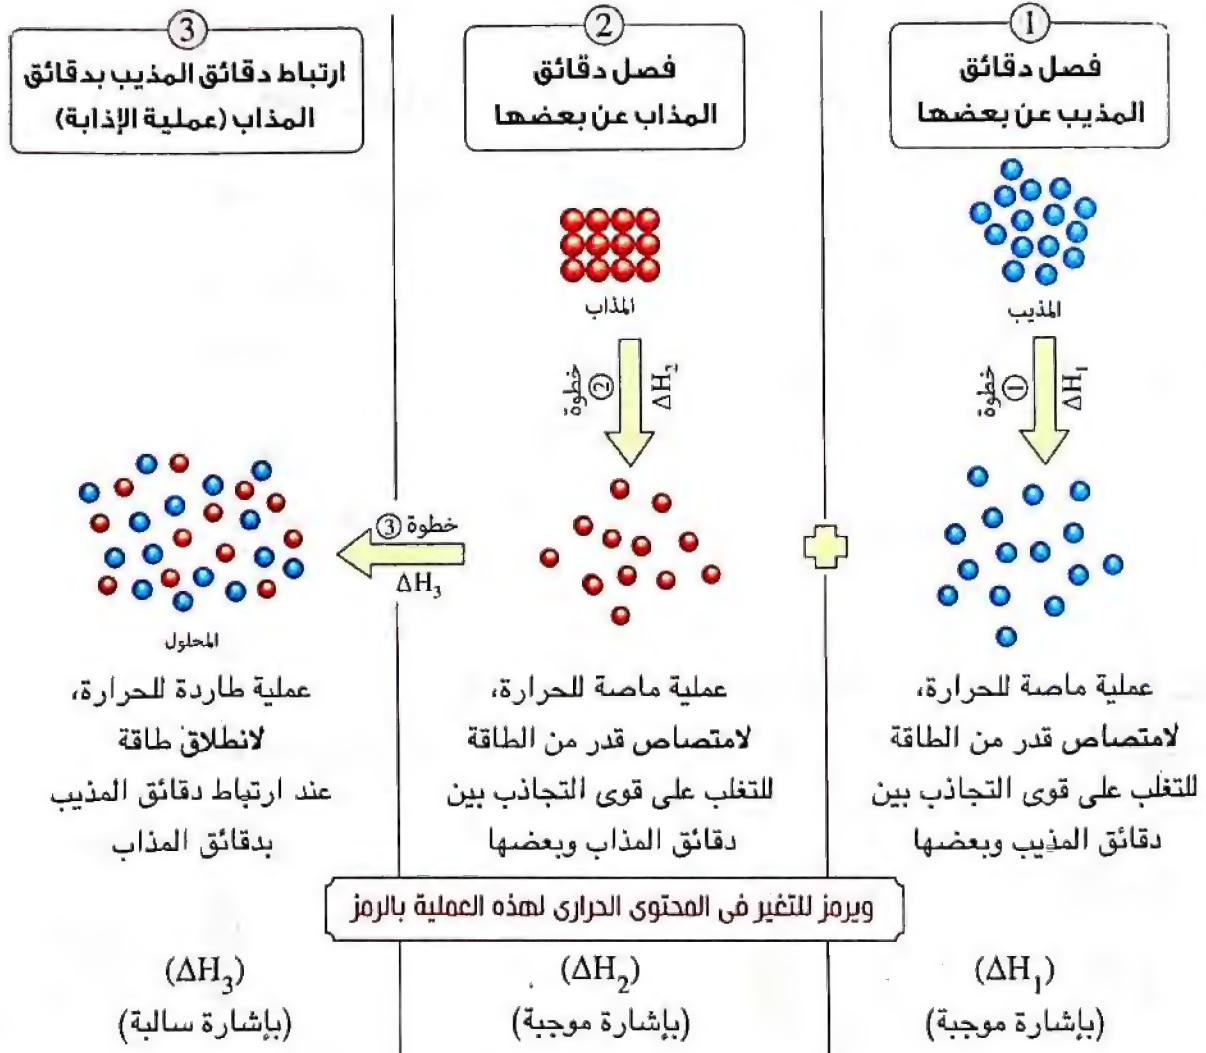 ①
فصل دقائق
المذيب عن بعضها
المذيب
خطوة ①
ΔH₁
عملية ماصة للحرارة،
لامتصاص قدر من الطاقة
للتغلب على قوى التجاذب بين
دقائق المذيب وبعضها
②
فصل دقائق
المذاب عن بعضها
المذاب
خطوة ②
ΔH₂
عملية ماصة للحرارة،
لامتصاص قدر من الطاقة
للتغلب على قوى التجاذب بين
دقائق المذاب وبعضها
③
ارتباط دقائق المذيب بدقائق
المذاب (عملية الإذابة)
خطوة ③
ΔH₃
المحلول
عملية طاردة للحرارة،
لانطلاق طاقة
عند ارتباط دقائق المذيب
بدقائق المذاب
ويرمز للتغير فى المحتوى الحرارى لهذه العملية بالرمز
(ΔH₁)
(بإشارة موجبة)
(ΔH₂)
(بإشارة موجبة)
(ΔH₃)
(بإشارة سالبة)